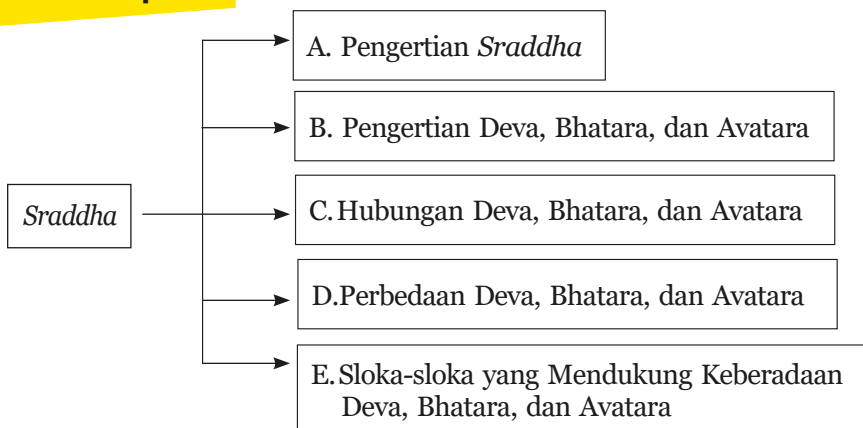 A. Pengertian Sraddha
B. Pengertian Deva, Bhatara, dan Avatara
Sraddha
C.Hubungan Deva, Bhatara, dan Avatara
D.Perbedaan Deva, Bhatara, dan Avatara
E.Sloka-sloka yang Mendukung Keberadaan
Deva, Bhatara, dan Avatara